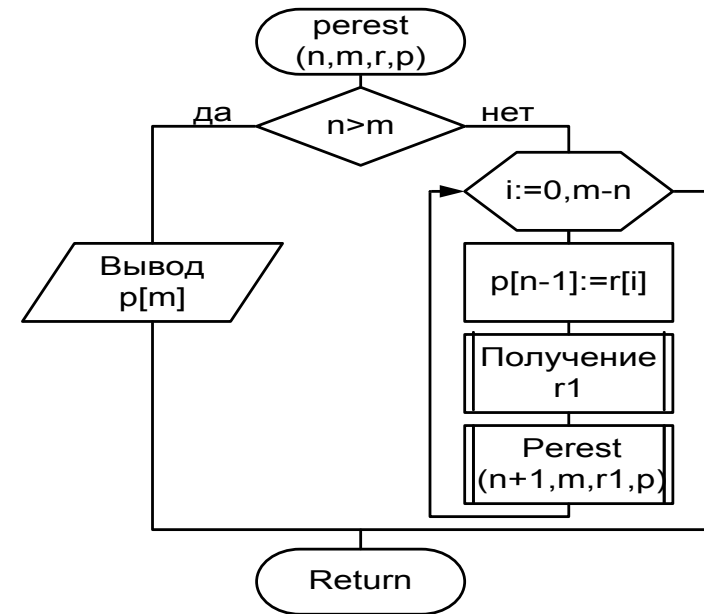 perest
(n,m,r,p)
да
n>m
нет
i:=0,m-n
Вывод
p[m]
p[n-1]:=r[i]
Получение
r1
Perest
(n+1,m,r1,p)
Return